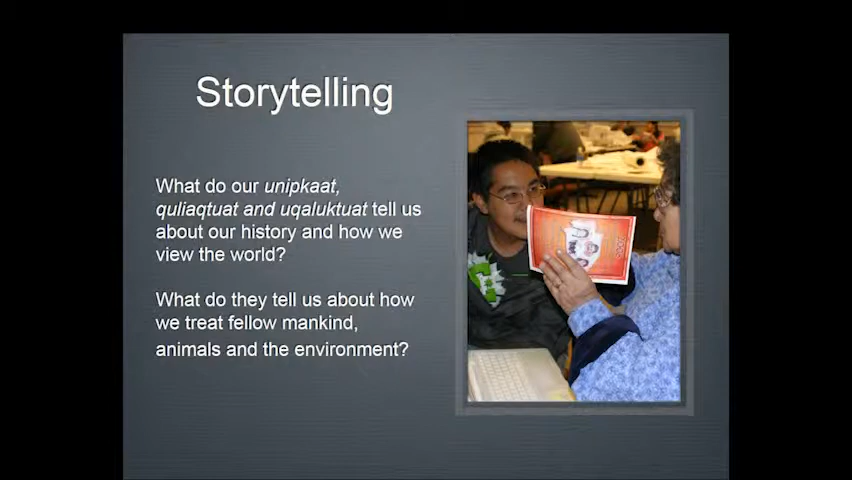 Storytelling
What do our unipkaat,
quliaqtuat and uqaluktuat tell us
about our history and how we
view the world?
What do they tell us about how
we treat fellow mankind,
animals and the environment?